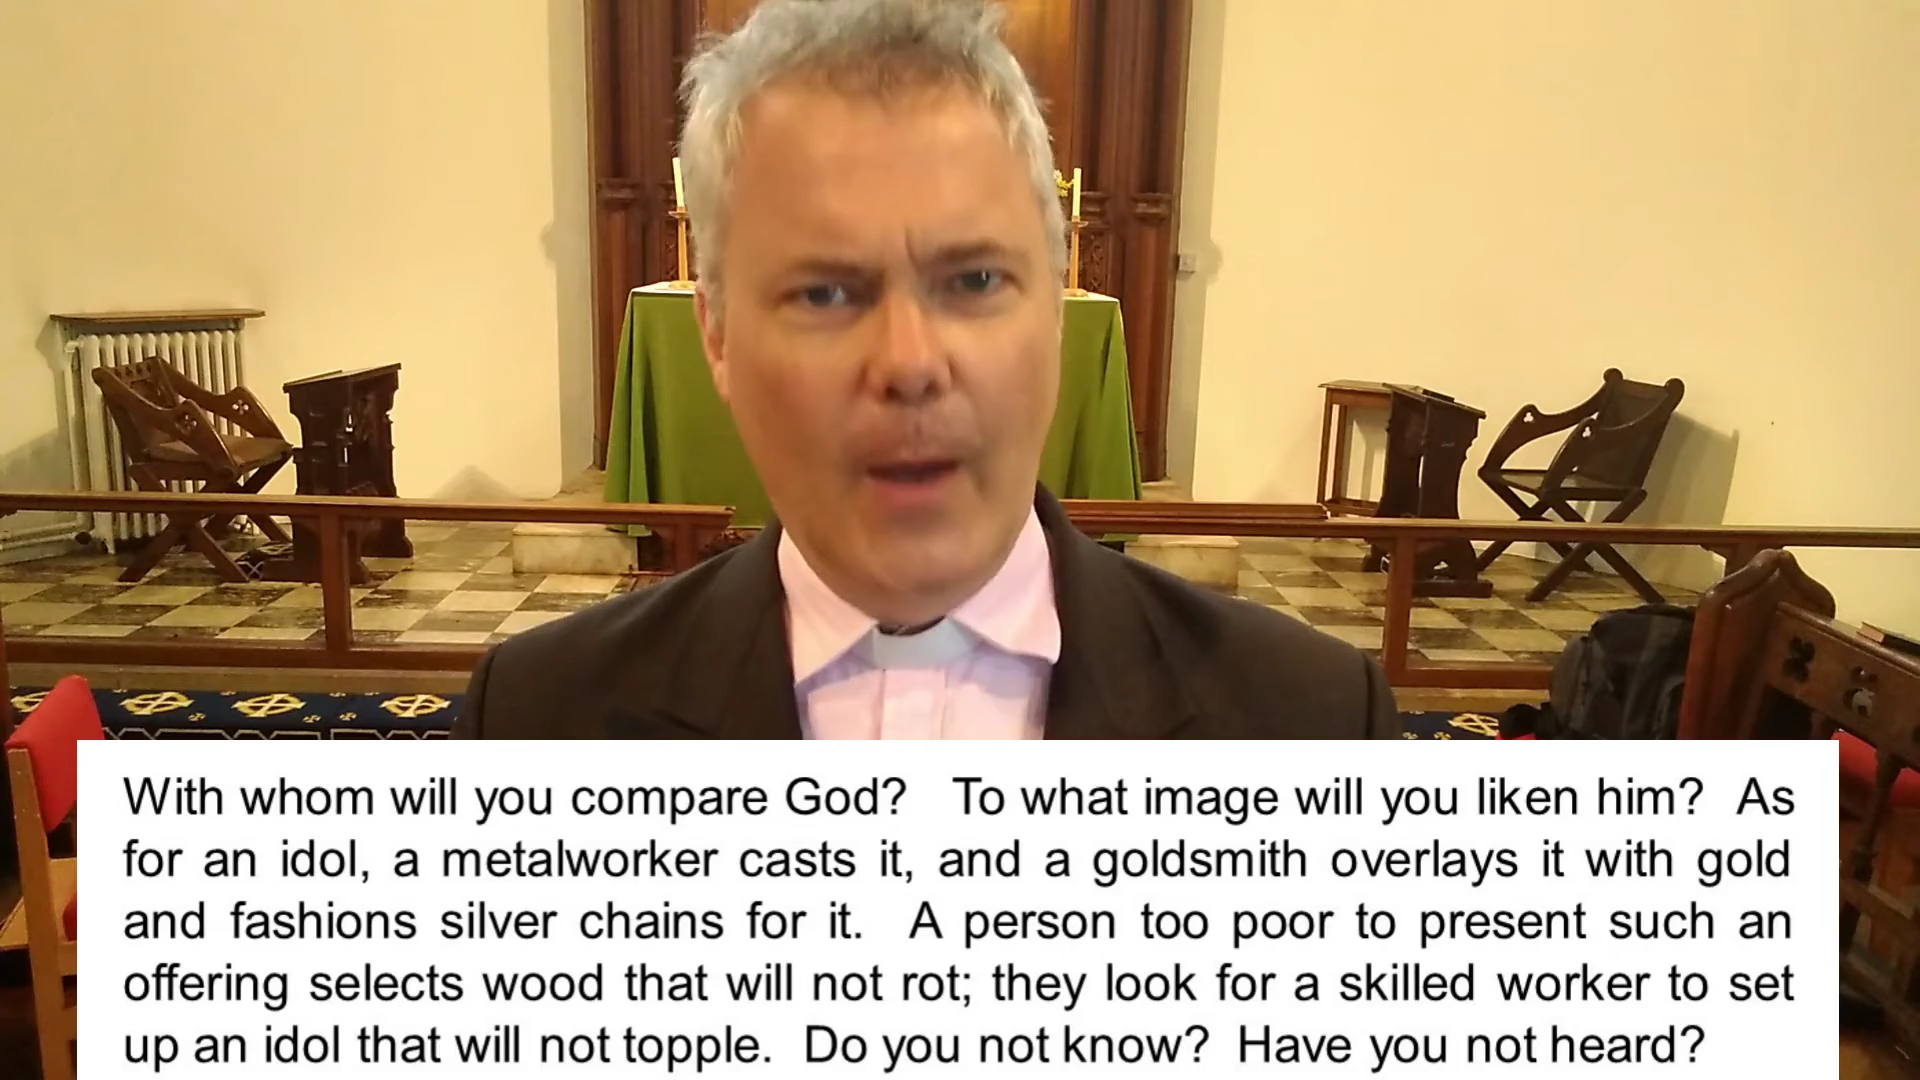 With whom will you compare God? To what image will you liken him? As
for an idol, a metalworker casts it, and a goldsmith overlays it with gold
and fashions silver chains for it. A person too poor to present such an
offering selects wood that will not rot; they look for a skilled worker to set
up an idol that will not topple. Do you not know? Have you not heard?